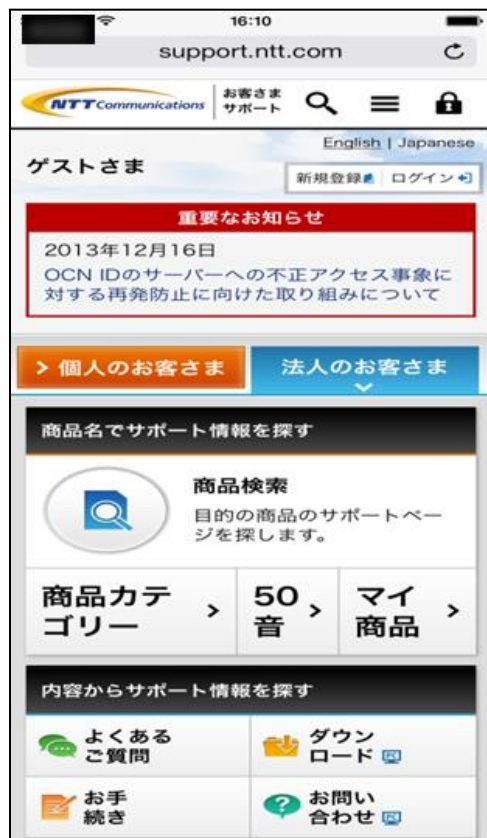 16:10
support.ntt.com
NTT Communications
お客さま
サポート
English | Japanese
ゲストさま
新規登録 ログイン
重要なお知らせ
2013年12月16日
OCN IDのサーバーへの不正アクセス事象に
対する再発防止に向けた取り組みについて
> 個人のお客さま
法人のお客さま
商品名でサポート情報を探す
商品検索
目的の商品のサポートペー
ジを探します。
商品カテ
ゴリー
50
音
マイ
商品
内容からサポート情報を探す
よくある
ご質問
ダウン
ロード
お手
続き
お問い
合わせ